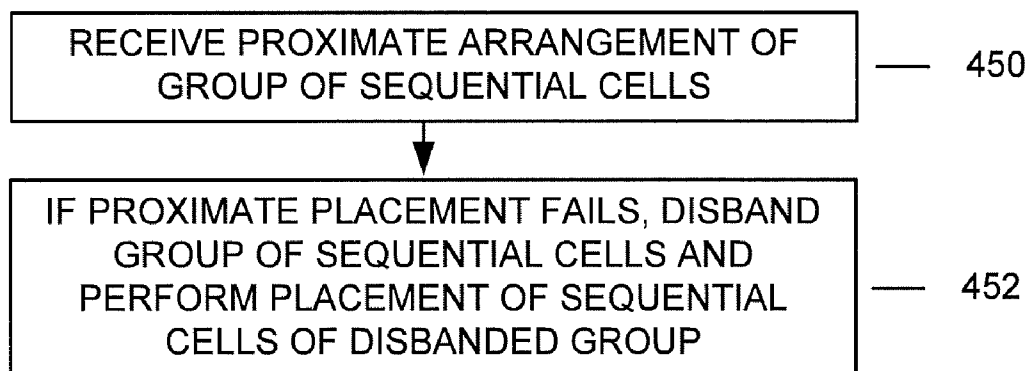 RECEIVE PROXIMATE ARRANGEMENT OF
GROUP OF SEQUENTIAL CELLS
450
IF PROXIMATE PLACEMENT FAILS, DISBAND
GROUP OF SEQUENTIAL CELLS AND
PERFORM PLACEMENT OF SEQUENTIAL
CELLS OF DISBANDED GROUP
452